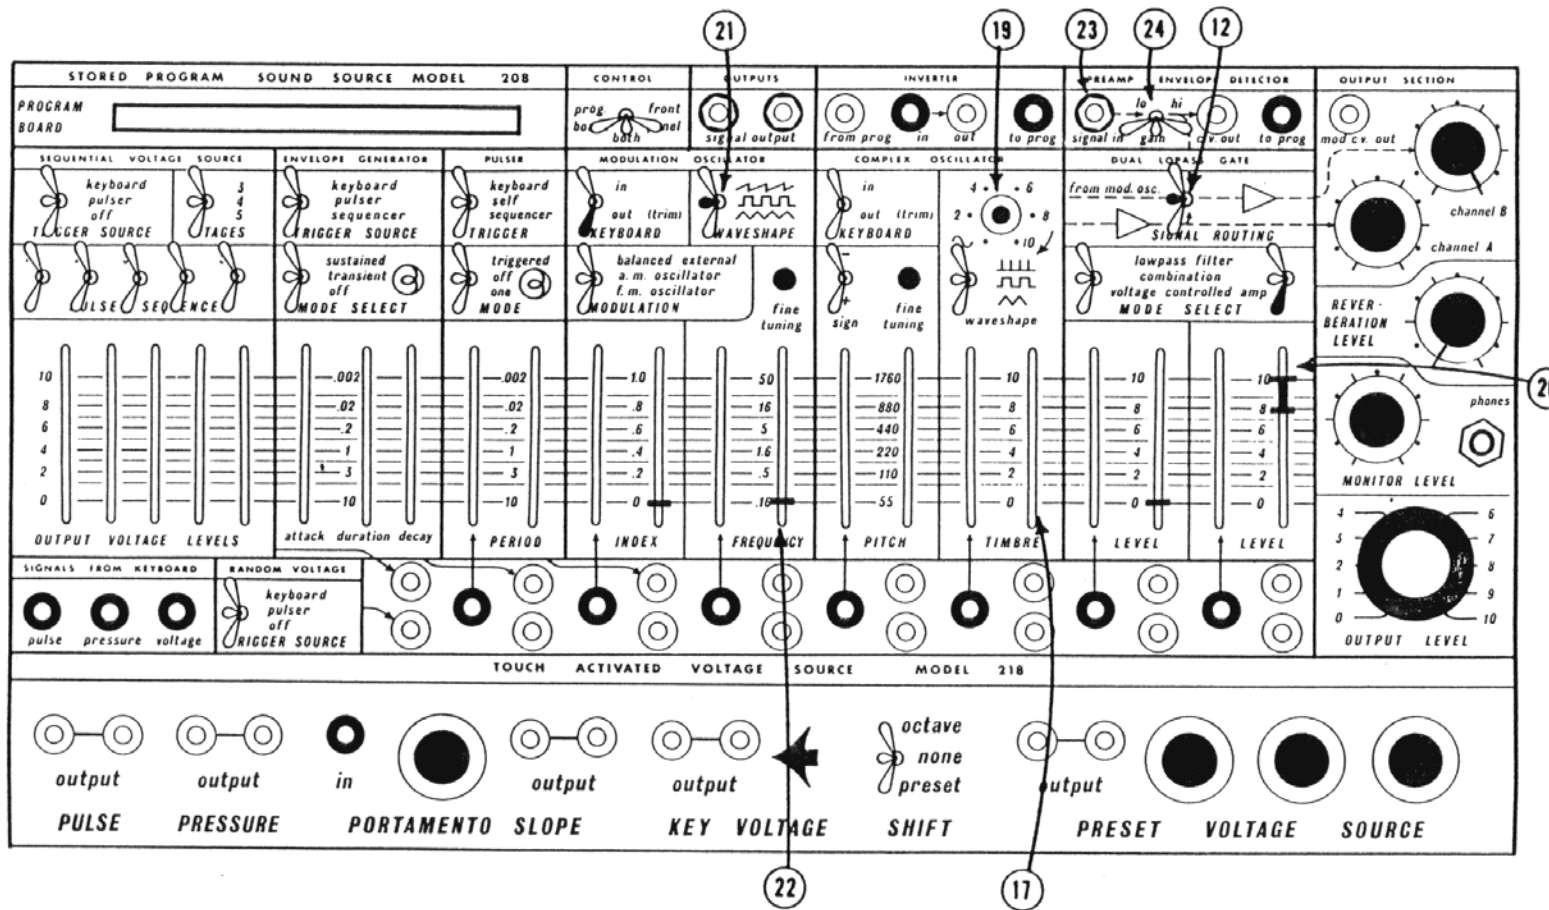 21 19 23 24 12
STORED PROGRAM SOUND SOURCE MODEL 208
CONTROL
OUTPUTS
INVERTER
PREAMP ENVELOPE DETECTOR
OUTPUT SECTION
PROGRAM
BOARD
prog. front
both
signal output
from prog in out to prog
lo hi
signal in gain c.v. out to prog
mod c.v. out
SEQUENTIAL VOLTAGE SOURCE
keyboard
pulser
off
3
4
5
ENVELOPE GENERATOR
keyboard
pulser
sequencer
TRIGGER SOURCE
PULSER
keyboard
self
sequencer
TRIGGER
MODULATION OSCILLATOR
in
out (trim)
KEYBOARD
WAVESHAPE
COMPLEX OSCILLATOR
in
out (trim)
KEYBOARD
4 6
2 8
10
DUAL LOPASS GATE
from mod. osc.
SIGNAL ROUTING
channel B
channel A
sustained
transient
off
MODE SELECT
triggered
off
one
MODE
balanced external
a.m. oscillator
f.m. oscillator
MODULATION
fine
tuning
-
+
sign
fine
tuning
waveshape
lowpass filter
combination
voltage controlled amp
MODE SELECT
REVER-
BERATION
LEVEL
10 .002 .002 1.0 50 1760 10 10 10
8 .02 .02 .8 16 880 8 8 8
6 .2 .2 .6 5 440 6 6 6
4 1 1 .4 1.6 220 4 4 4
2 3 3 .2 .5 110 2 2 2
0 10 10 0 .16 55 0 0 0
phones
MONITOR LEVEL
OUTPUT VOLTAGE LEVELS
attack duration decay
PERIOD
INDEX
FREQUENCY
PITCH
TIMBRE
LEVEL
LEVEL
4 6
3 7
2 8
1 9
0 10
OUTPUT LEVEL
SIGNALS FROM KEYBOARD
pulse pressure voltage
RANDOM VOLTAGE
keyboard
pulser
off
TOUCH ACTIVATED VOLTAGE SOURCE MODEL 218
output
PULSE
output
PRESSURE
in
PORTAMENTO
output
SLOPE
output
KEY VOLTAGE
octave
none
preset
SHIFT
output
PRESET VOLTAGE SOURCE
22 17